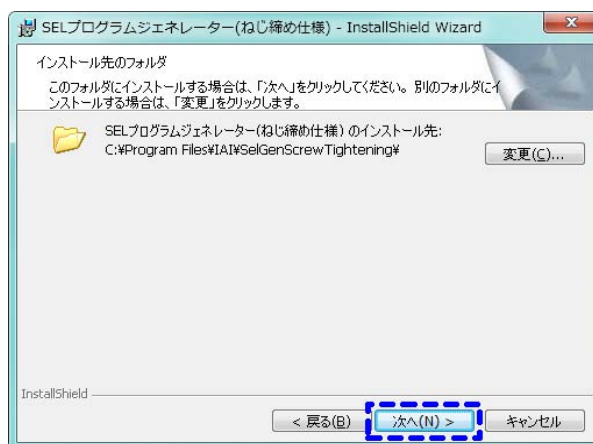 SELプログラムジェネレーター(ねじ締め仕様) - InstallShield Wizard
インストール先のフォルダ
このフォルダにインストールする場合は、「次へ」をクリックしてください。別のフォルダにイ
ンストールする場合は、「変更」をクリックします。
SELプログラムジェネレーター(ねじ締め仕様) のインストール先:
C:¥Program Files¥IAI¥SelGenScrewTightening¥
変更(C)...
InstallShield
< 戻る(B)
次へ(N) >
キャンセル